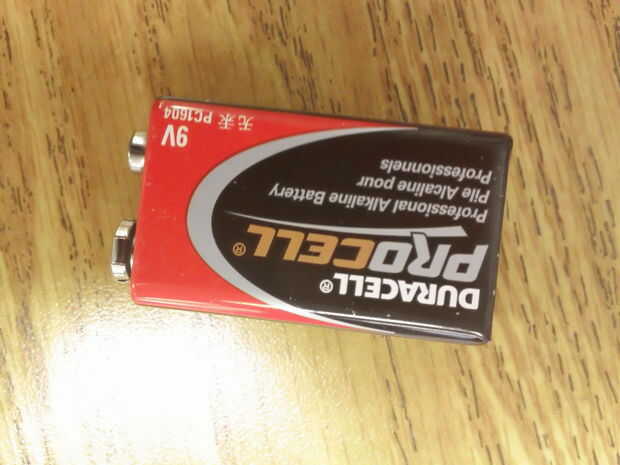 DURACELL®
PROCELL®
Professional Alkaline Battery
Pile Alcaline pour
Professionnels
9V
无汞 PC1604